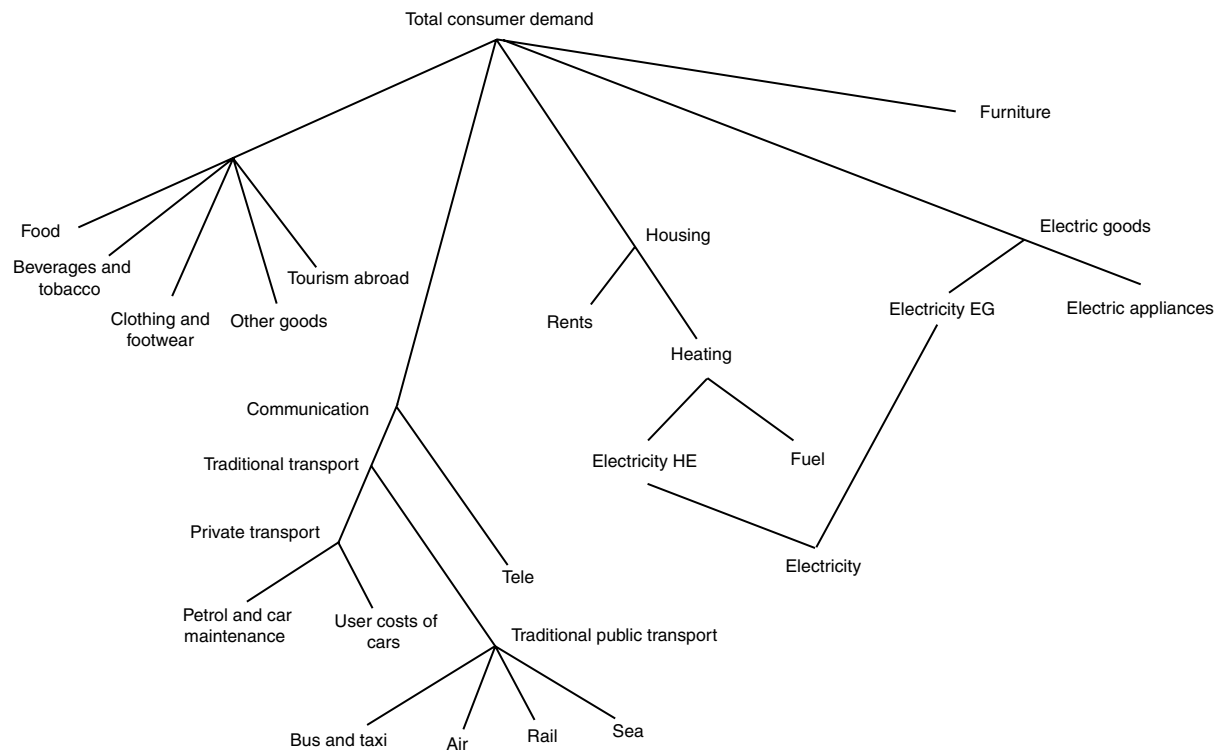 Total consumer demand
Furniture
Food
Beverages and
tobacco
Clothing and
footwear
Other goods
Tourism abroad
Housing
Rents
Heating
Electric goods
Electricity EG
Electric appliances
Communication
Traditional transport
Electricity HE
Fuel
Private transport
Electricity
Tele
Petrol and car
maintenance
User costs of
cars
Traditional public transport
Bus and taxi
Air
Rail
Sea